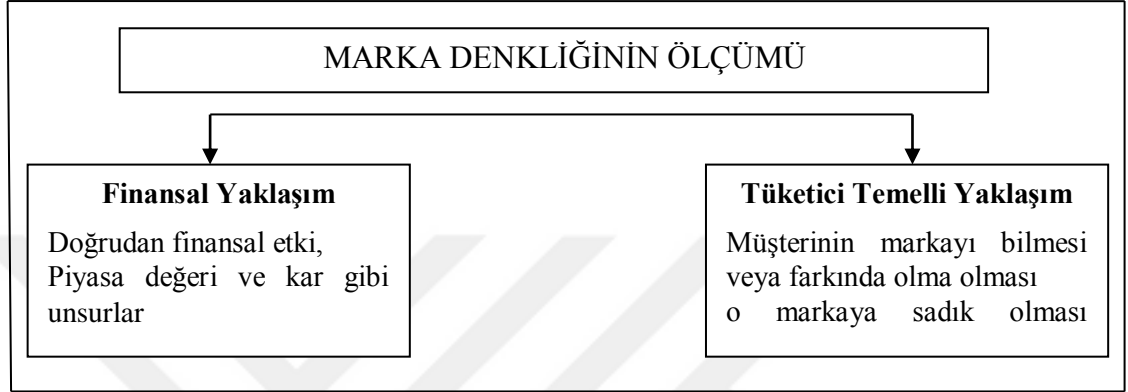 MARKA DENKLİĞİNİN ÖLÇÜMÜ
Finansal Yaklaşım
Doğrudan finansal etki,
Piyasa değeri ve kar gibi
unsurlar
Tüketici Temelli Yaklaşım
Müşterinin markayı bilmesi
veya farkında olma olması
o markaya sadık olması